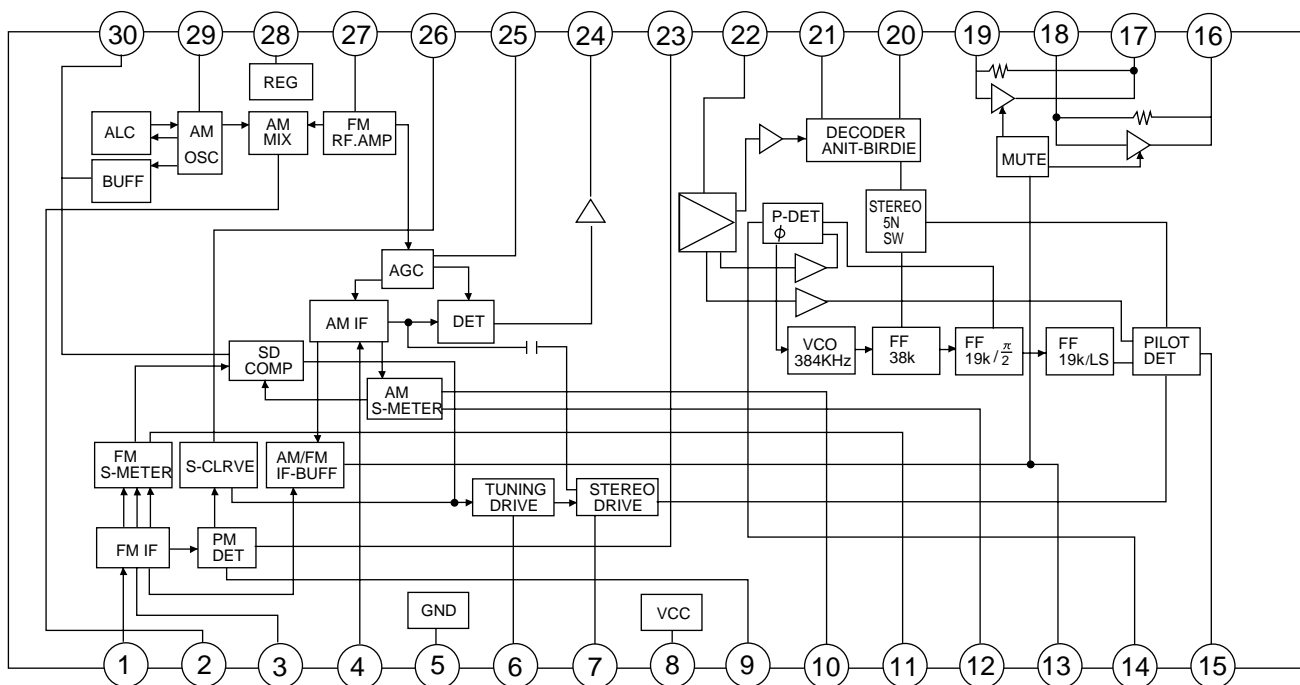 30 29 28 27 26 25 24 23 22 21 20 19 18 17 16
REG
ALC
AM
OSC
AM
MIX
FM
RF.AMP
DECODER
ANIT-BIRDIE
MUTE
BUFF
STEREO
5N
SW
P-DET
ϕ
AGC
AM IF
DET
SD
COMP
VCO
384KHz
FF
38k
FF
19k/π/2
FF
19k/LS
PILOT
DET
AM
S-METER
FM
S-METER
S-CLRVE
AM/FM
IF-BUFF
TUNING
DRIVE
STEREO
DRIVE
FM IF
PM
DET
GND
VCC
1 2 3 4 5 6 7 8 9 10 11 12 13 14 15